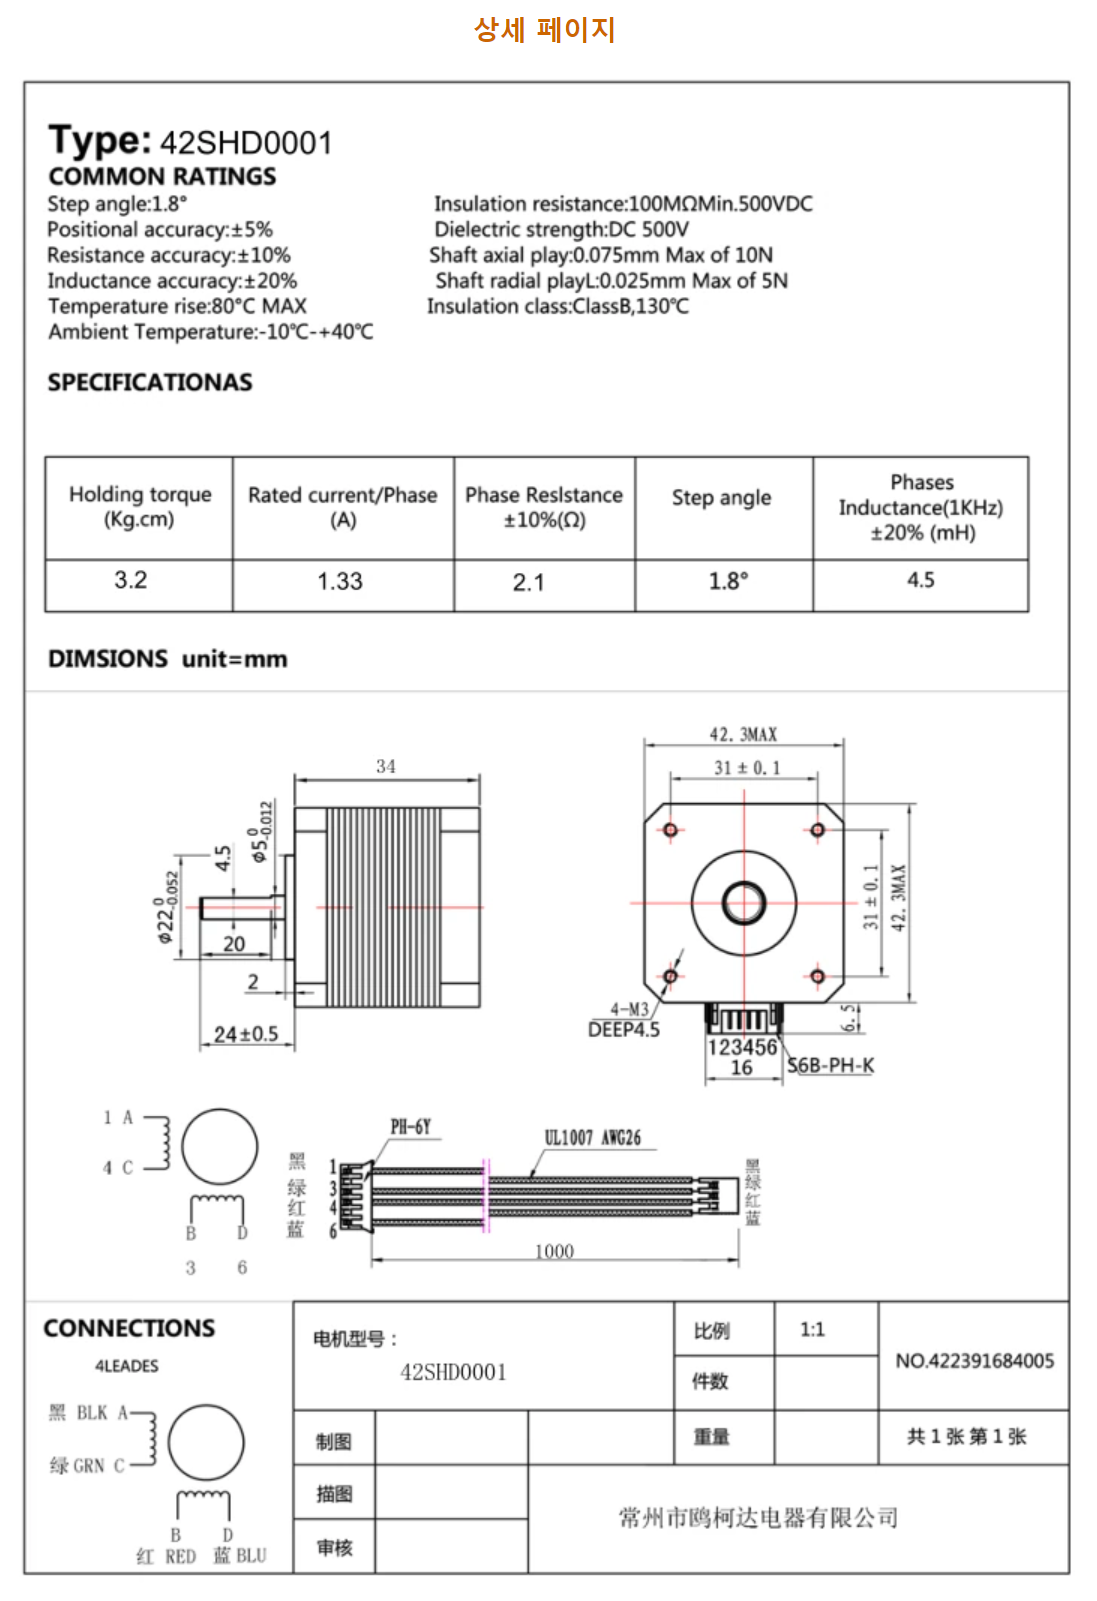 상세 페이지
Type: 42SHD0001
COMMON RATINGS
Step angle:1.8°
Insulation resistance:100MΩMin.500VDC
Positional accuracy:±5%
Dielectric strength:DC 500V
Resistance accuracy:±10%
Shaft axial play:0.075mm Max of 10N
Inductance accuracy:±20%
Shaft radial playL:0.025mm Max of 5N
Temperature rise:80°C MAX
Insulation class:ClassB,130℃
Ambient Temperature:-10℃-+40℃
SPECIFICATIONAS
Holding torque
(Kg.cm)
Rated current/Phase
(A)
Phase ResIstance
±10%(Ω)
Step angle
Phases
Inductance(1KHz)
±20% (mH)
3.2
1.33
2.1
1.8°
4.5
DIMSIONS unit=mm
34
ϕ5 0 -0.012
4.5
ϕ22 0 -0.052
20
2
24±0.5
42.3MAX
31±0.1
31±0.1
42.3MAX
4-M3
DEEP4.5
6.5
123456
16
S6B-PH-K
1 A
4 C
B
D
3
6
PH-6Y
UL1007 AWG26
黑 1
绿 3
红 4
蓝 6
黑
绿
红
蓝
1000
CONNECTIONS
4LEADES
黑 BLK A
绿 GRN C
B
D
红 RED
蓝 BLU
电机型号：
42SHD0001
比例
1:1
件数
NO.422391684005
重量
共 1 张 第 1 张
制图
描图
审核
常州市鸥柯达电器有限公司